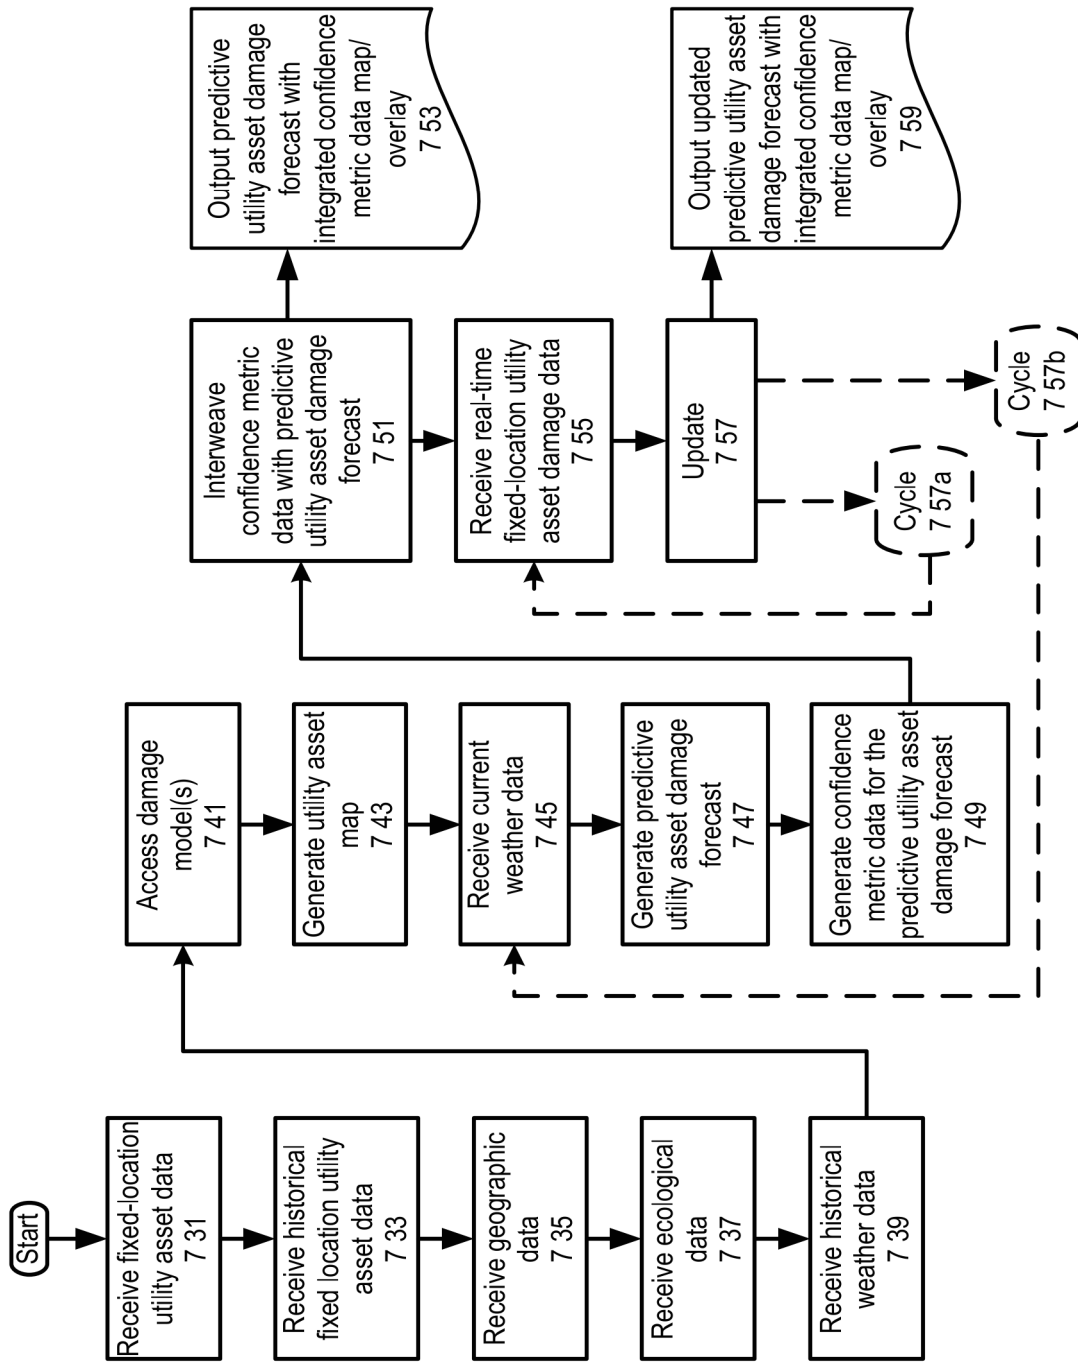 Start
Receive fixed-location
utility asset data
7 31
Receive historical
fixed location utility
asset data
7 33
Receive geographic
data
7 35
Receive ecological
data
7 37
Receive historical
weather data
7 39
Access damage
model(s)
7 41
Generate utility asset
map
7 43
Receive current
weather data
7 45
Generate predictive
utility asset damage
forecast
7 47
Generate confidence
metric data for the
predictive utility asset
damage forecast
7 49
Interweave
confidence metric
data with predictive
utility asset damage
forecast
7 51
Output predictive
utility asset damage
forecast with
integrated confidence
metric data map/
overlay
7 53
Receive real-time
fixed-location utility
asset damage data
7 55
Update
7 57
Output updated
predictive utility asset
damage forecast with
integrated confidence
metric data map/
overlay
7 59
Cycle
7 57a
Cycle
7 57b